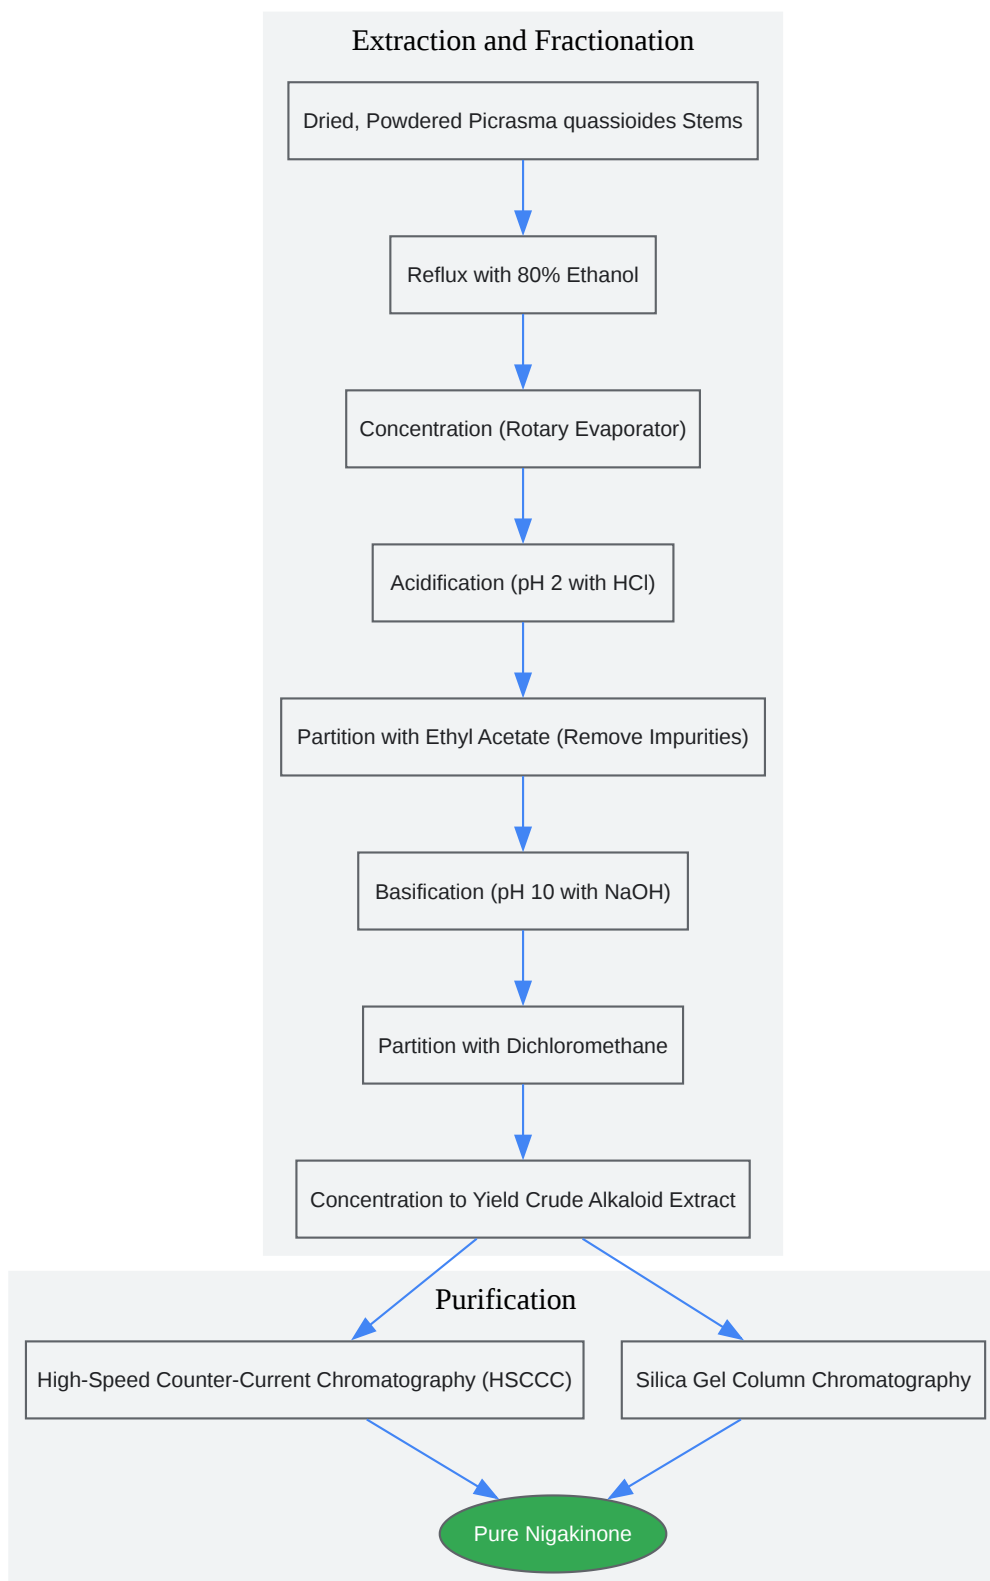 Extraction and Fractionation
Dried, Powdered Picrasma quassioides Stems
Reflux with 80% Ethanol
Concentration (Rotary Evaporator)
Acidification (pH 2 with HCl)
Partition with Ethyl Acetate (Remove Impurities)
Basification (pH 10 with NaOH)
Partition with Dichloromethane
Concentration to Yield Crude Alkaloid Extract
Purification
High-Speed Counter-Current Chromatography (HSCCC)
Silica Gel Column Chromatography
Pure Nigakinone